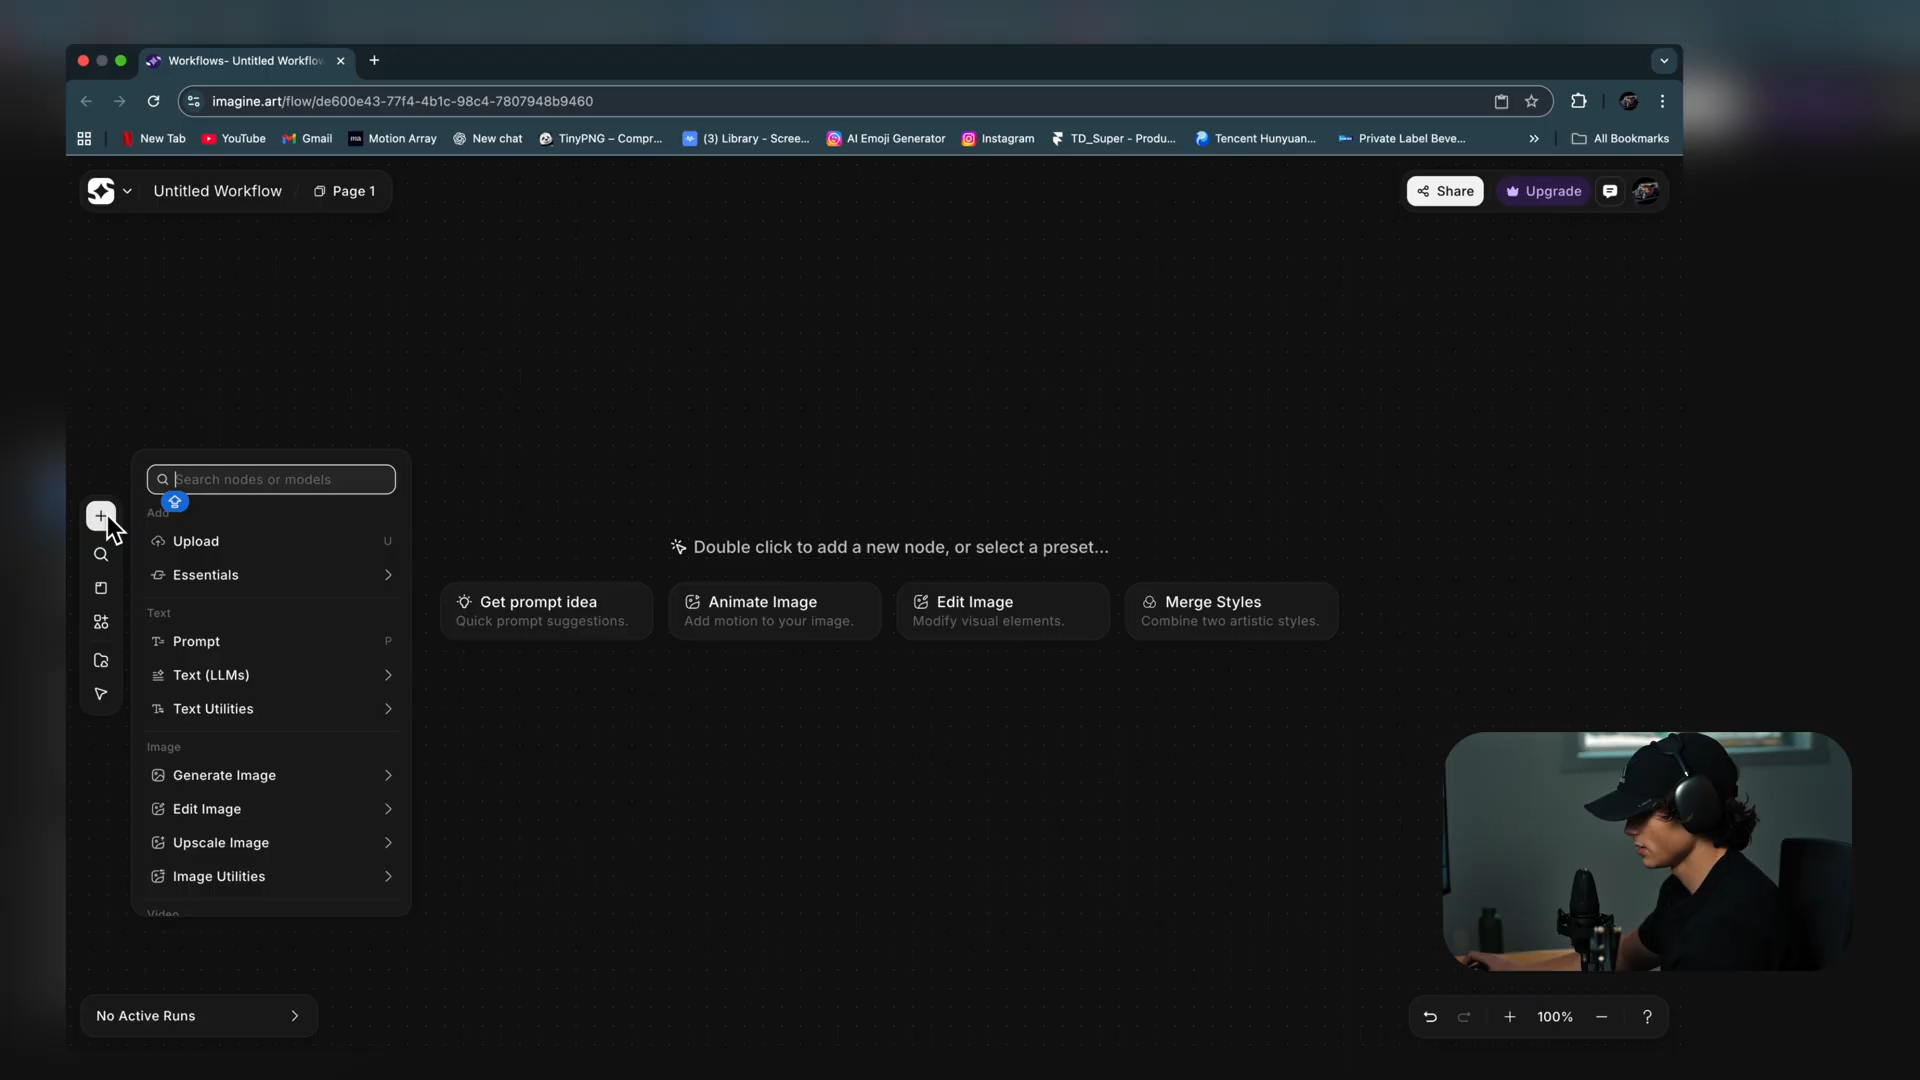 Workflows- Untitled Workflow
imagine.art/flow/de600e43-77f4-4b1c-98c4-7807948b9460
New Tab
YouTube
Gmail
ma
Motion Array
New chat
TinyPNG – Compr...
(3) Library - Scree...
AI Emoji Generator
Instagram
TD_Super - Produ...
Tencent Hunyuan...
Private Label Beve...
All Bookmarks
Untitled Workflow
Page 1
Share
Upgrade
Search nodes or models
Add
Upload U
Essentials
Text
Prompt P
Text (LLMs)
Text Utilities
Image
Generate Image
Edit Image
Upscale Image
Image Utilities
Video
Double click to add a new node, or select a preset...
Get prompt idea
Quick prompt suggestions.
Animate Image
Add motion to your image.
Edit Image
Modify visual elements.
Merge Styles
Combine two artistic styles.
No Active Runs
100%
?